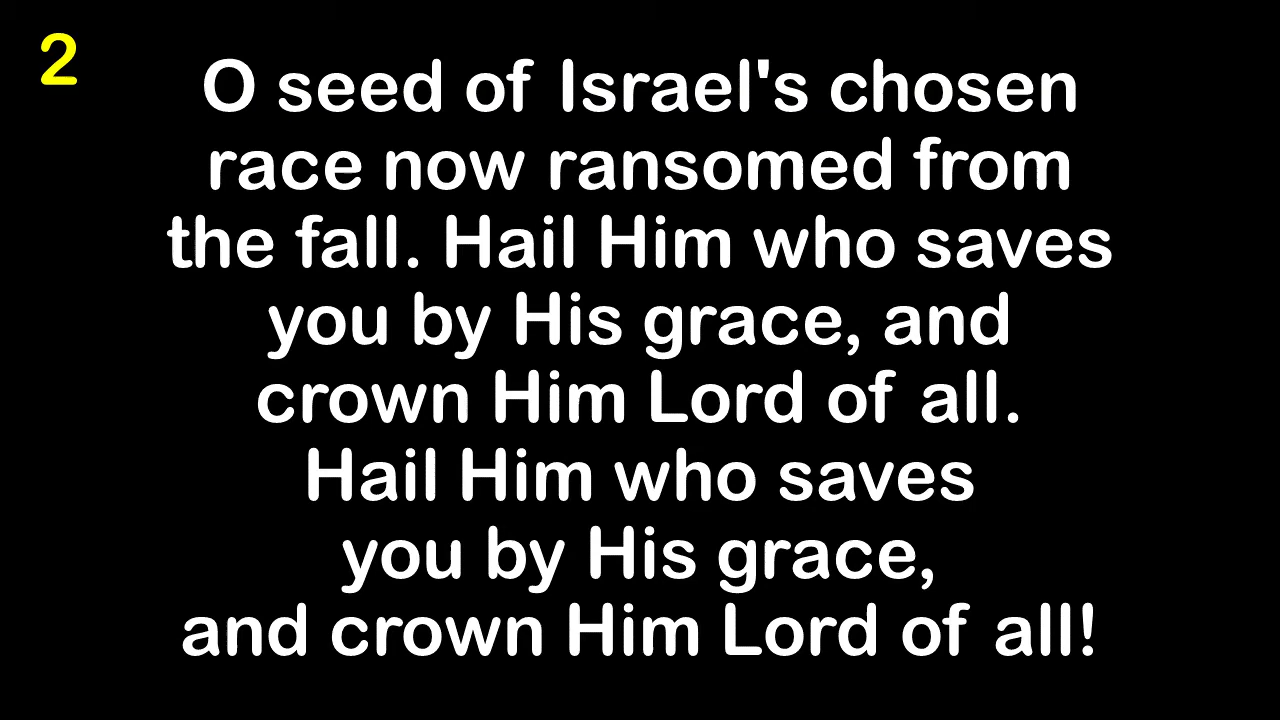 2
O seed of Israel's chosen
race now ransomed from
the fall. Hail Him who saves
you by His grace, and
crown Him Lord of all.
Hail Him who saves
you by His grace,
and crown Him Lord of all!